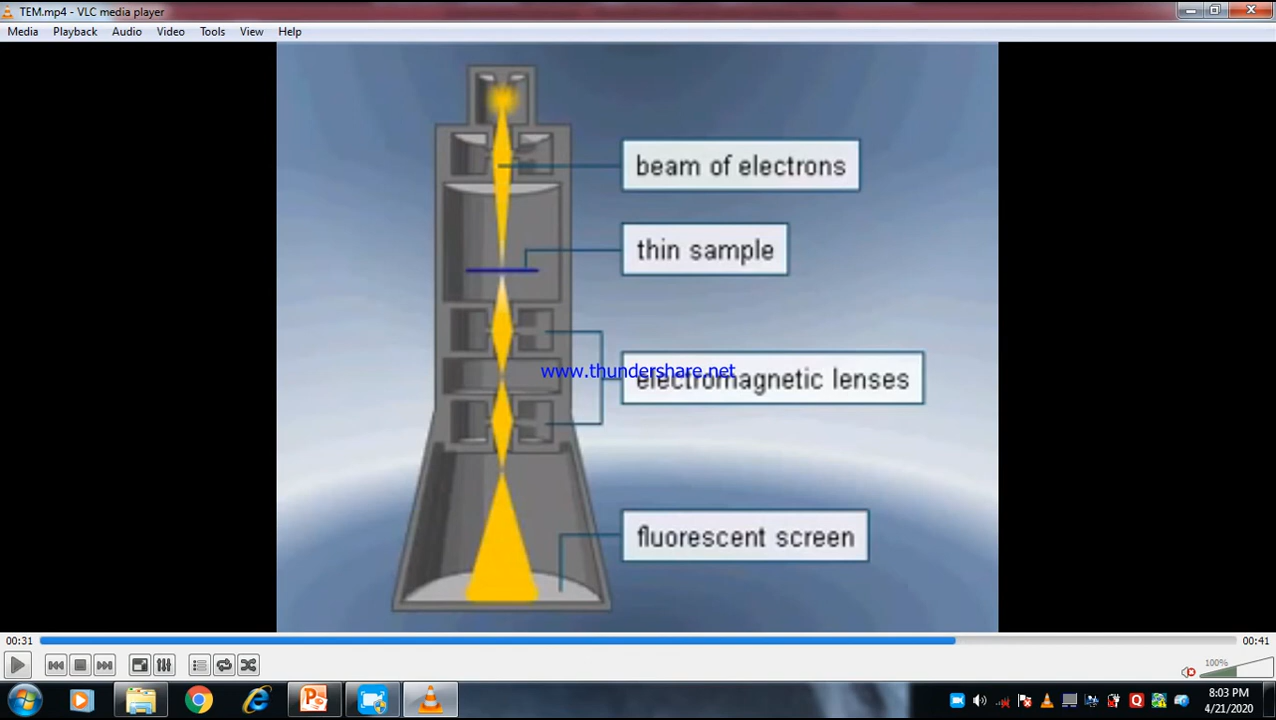 TEM.mp4 - VLC media player
Media Playback Audio Video Tools View Help
beam of electrons
thin sample
www.thundershare.net
electromagnetic lenses
fluorescent screen
00:31
00:41
100%
8:03 PM
4/21/2020